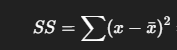 SS = ∑(x − x̄)²